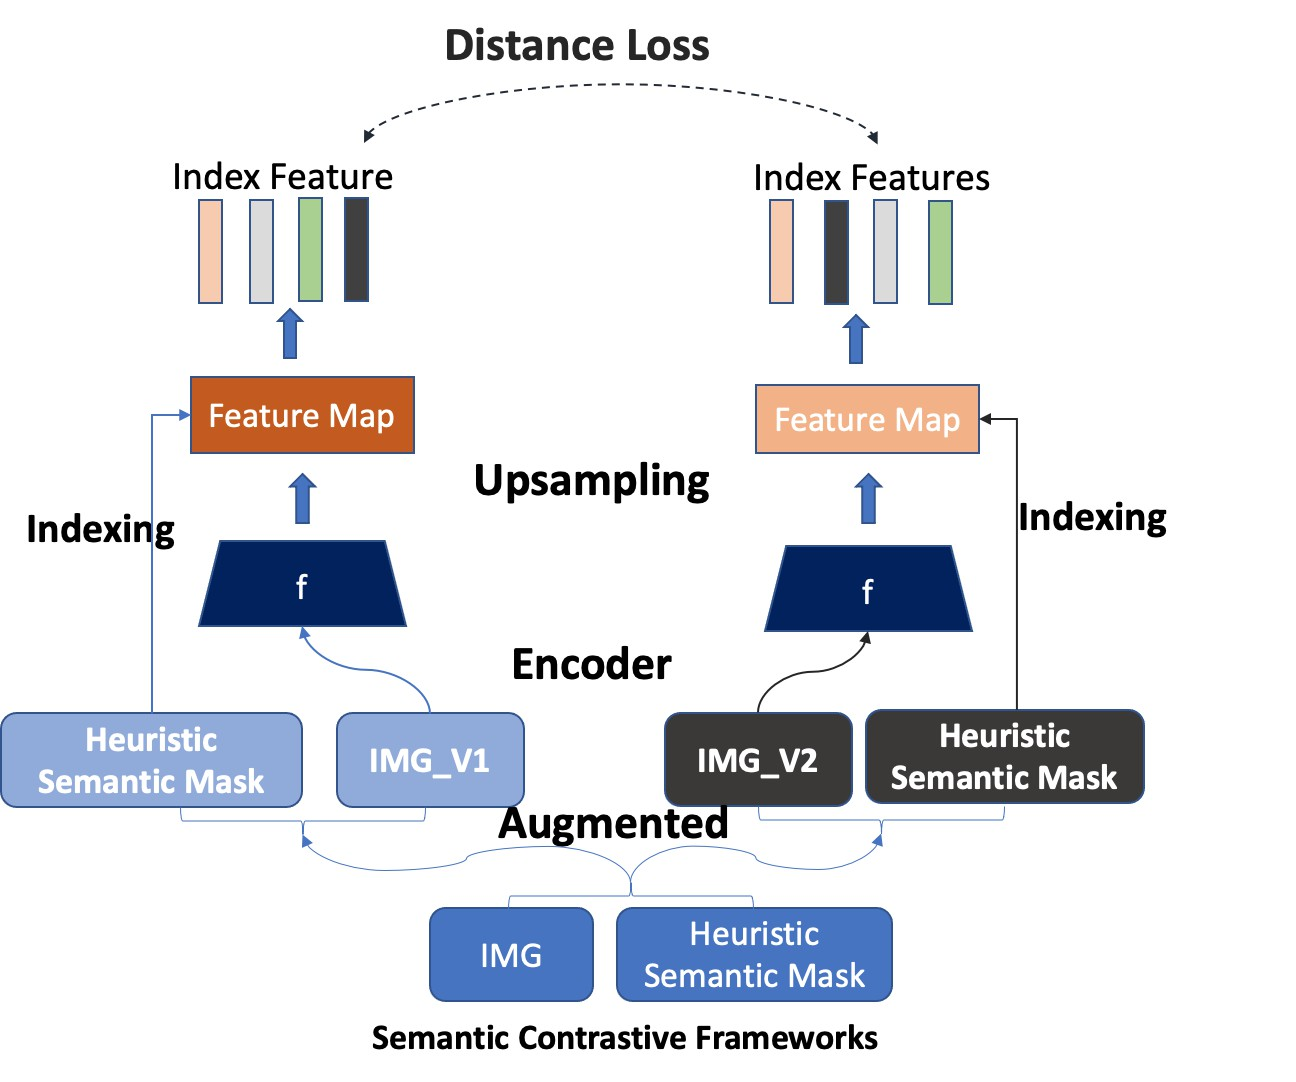 Distance Loss
Index Feature
Index Features
Feature Map
Feature Map
Upsampling
Indexing
Indexing
f
f
Encoder
Heuristic
Semantic Mask
IMG_V1
IMG_V2
Heuristic
Semantic Mask
Augmented
IMG
Heuristic
Semantic Mask
Semantic Contrastive Frameworks